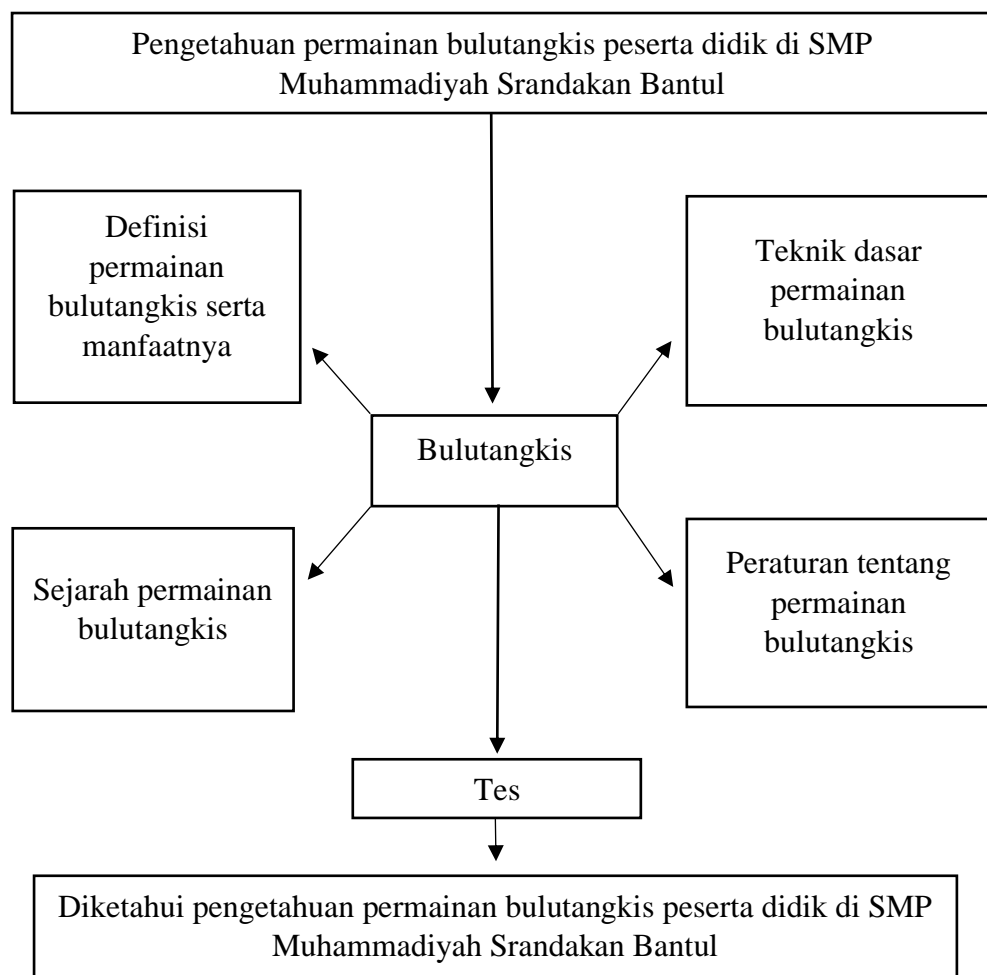 Pengetahuan permainan bulutangkis peserta didik di SMP
Muhammadiyah Srandakan Bantul
Definisi
permainan
bulutangkis serta
manfaatnya
Teknik dasar
permainan
bulutangkis
Bulutangkis
Sejarah permainan
bulutangkis
Peraturan tentang
permainan
bulutangkis
Tes
Diketahui pengetahuan permainan bulutangkis peserta didik di SMP
Muhammadiyah Srandakan Bantul